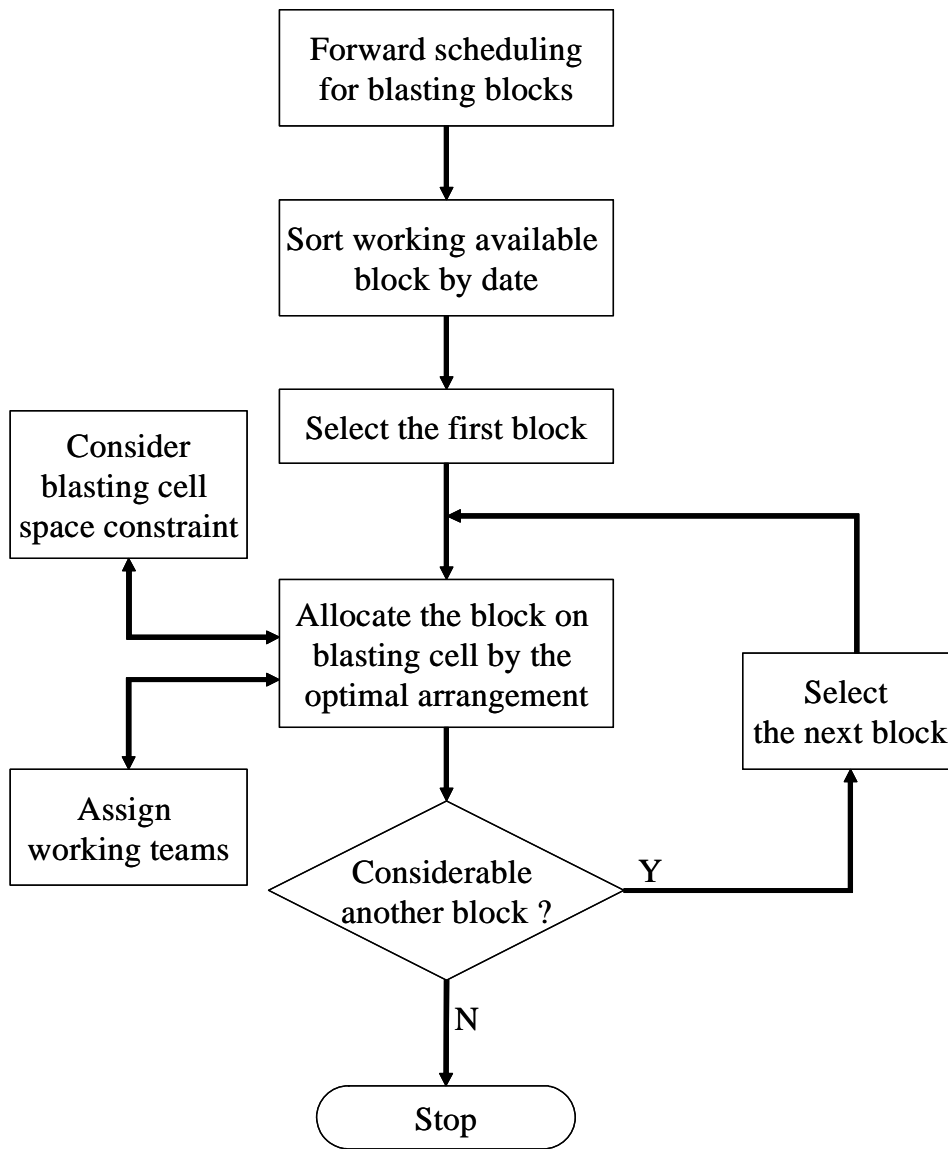 Forward scheduling
for blasting blocks
Sort working available
block by date
Select the first block
Consider
blasting cell
space constraint
Allocate the block on
blasting cell by the
optimal arrangement
Select
the next block
Assign
working teams
Considerable
another block ?
Y
N
Stop